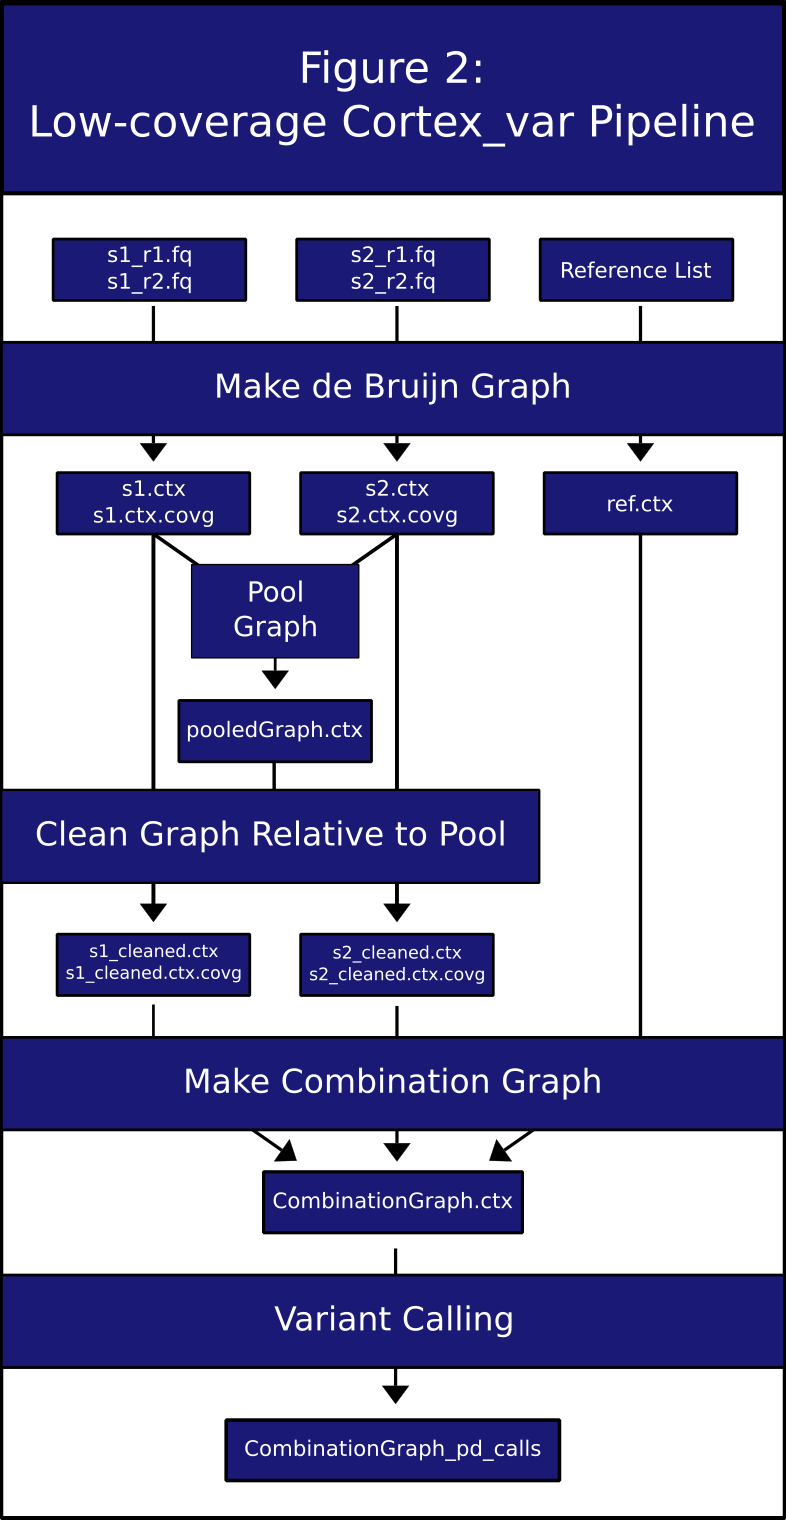 Figure 2:
Low-coverage Cortex_var Pipeline
s1_r1.fq
s1_r2.fq
s2_r1.fq
s2_r2.fq
Reference List
Make de Bruijn Graph
s1.ctx
s1.ctx.covg
s2.ctx
s2.ctx.covg
ref.ctx
Pool
Graph
pooledGraph.ctx
Clean Graph Relative to Pool
s1_cleaned.ctx
s1_cleaned.ctx.covg
s2_cleaned.ctx
s2_cleaned.ctx.covg
Make Combination Graph
CombinationGraph.ctx
Variant Calling
CombinationGraph_pd_calls